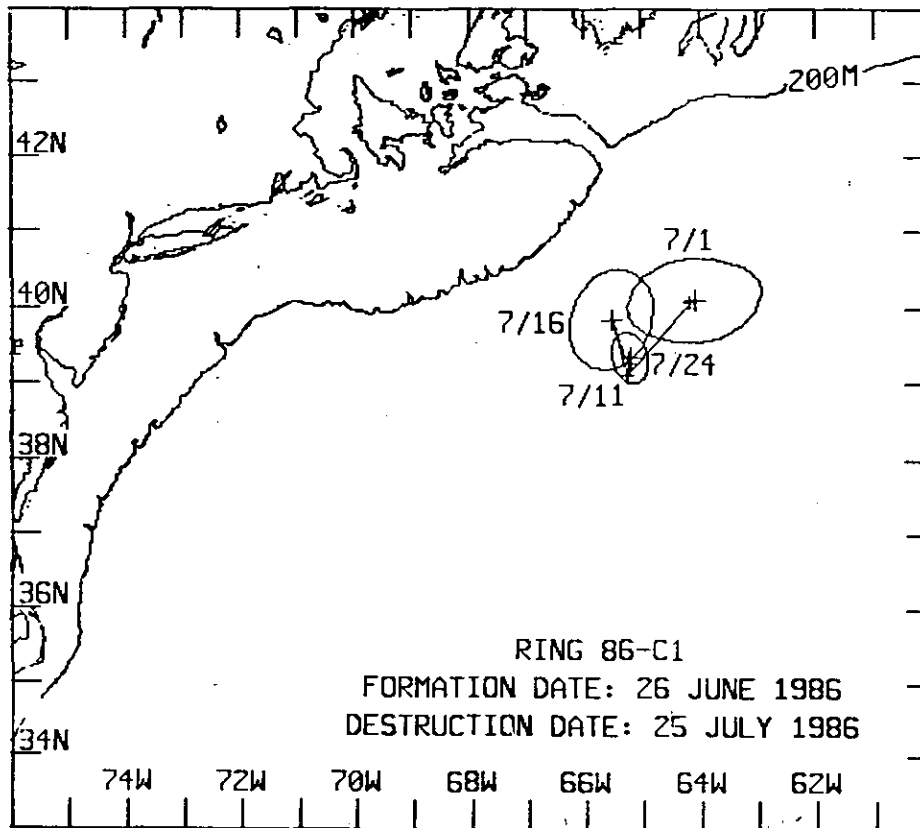 200M
42N
7/1
40N
7/16
7/24
7/11
38N
36N
RING 86-C1
FORMATION DATE: 26 JUNE 1986
DESTRUCTION DATE: 25 JULY 1986
34N
74W 72W 70W 68W 66W 64W 62W